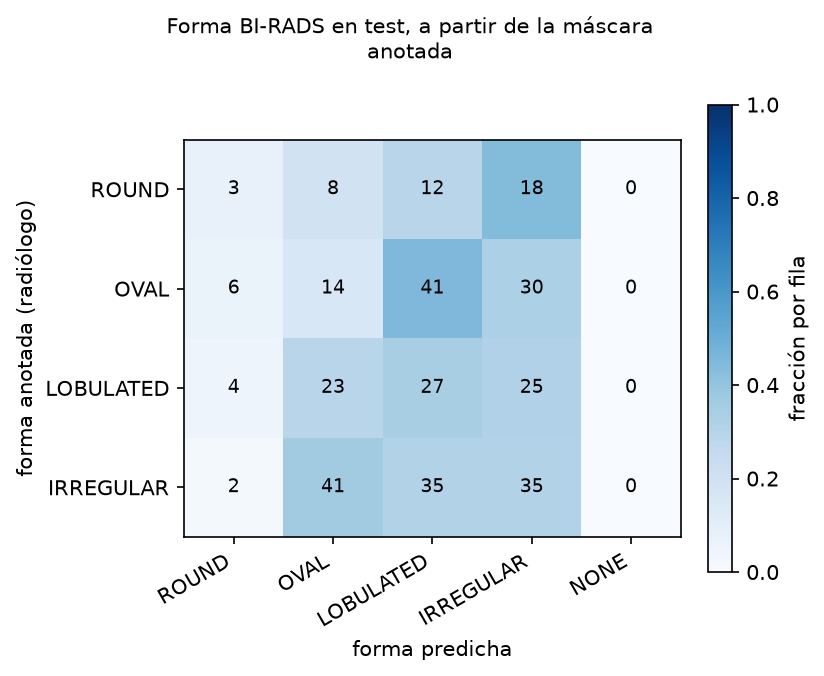 Forma BI-RADS en test, a partir de la máscara
anotada
forma anotada (radiólogo)
ROUND 3 8 12 18 0
OVAL 6 14 41 30 0
LOBULATED 4 23 27 25 0
IRREGULAR 2 41 35 35 0
ROUND OVAL LOBULATED IRREGULAR NONE
forma predicha
1.0
0.8
0.6
0.4
0.2
0.0
fracción por fila